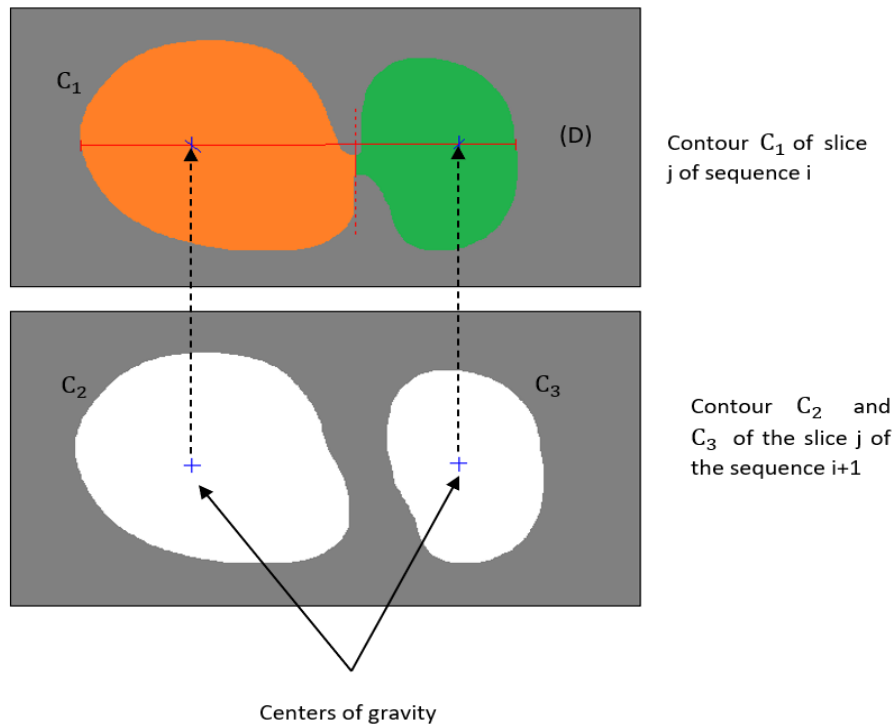 C₁
(D)
Contour C₁ of slice
j of sequence i
C₂
C₃
Contour C₂ and
C₃ of the slice j of
the sequence i+1
Centers of gravity